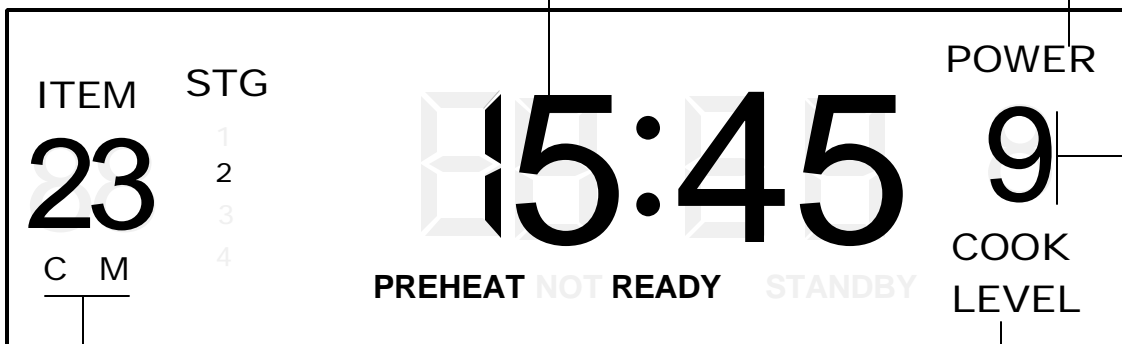 ITEM STG POWER
1
2
3
4
23 15:45 9
C M
PREHEAT NOT READY STANDBY
COOK
LEVEL